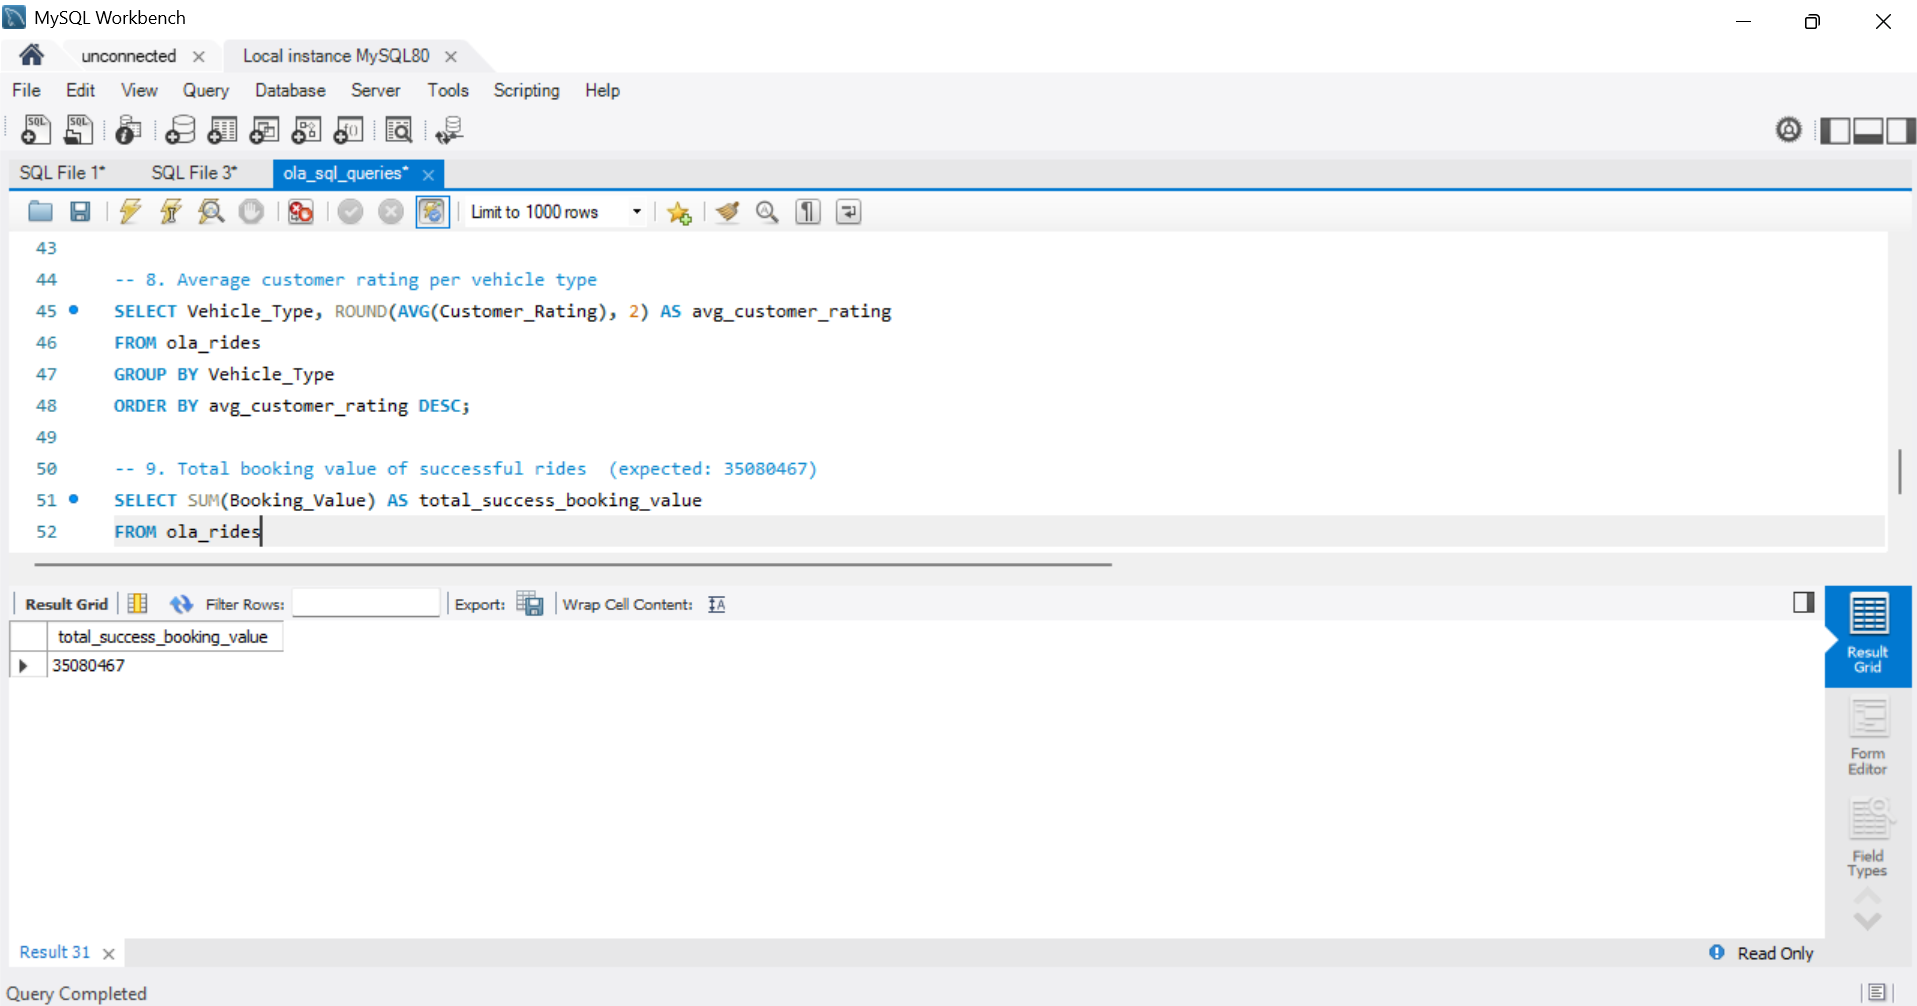 MySQL Workbench
unconnected
Local instance MySQL80
File Edit View Query Database Server Tools Scripting Help
SQL File 1*
SQL File 3*
ola_sql_queries*
Limit to 1000 rows
43
44 -- 8. Average customer rating per vehicle type
45 SELECT Vehicle_Type, ROUND(AVG(Customer_Rating), 2) AS avg_customer_rating
46 FROM ola_rides
47 GROUP BY Vehicle_Type
48 ORDER BY avg_customer_rating DESC;
49
50 -- 9. Total booking value of successful rides  (expected: 35080467)
51 SELECT SUM(Booking_Value) AS total_success_booking_value
52 FROM ola_rides
Result Grid
Filter Rows:
Export:
Wrap Cell Content:
total_success_booking_value
35080467
Result
Grid
Form
Editor
Field
Types
Result 31
Read Only
Query Completed